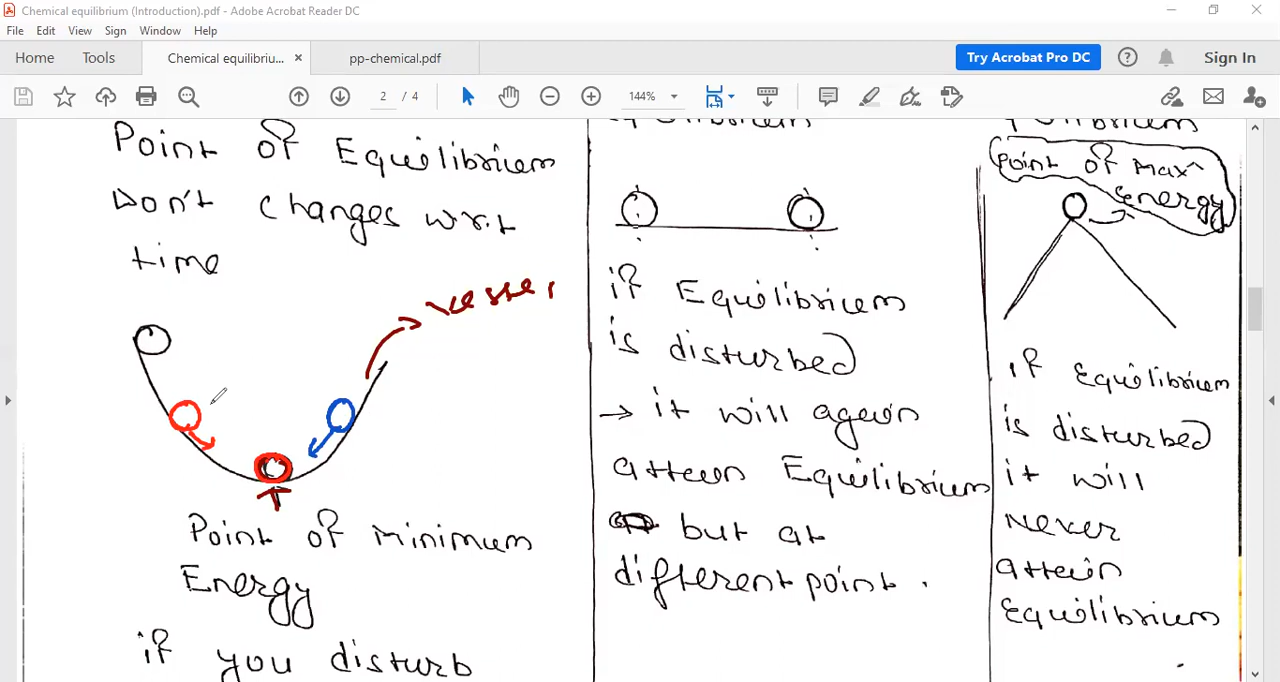 Chemical equilibrium (Introduction).pdf - Adobe Acrobat Reader DC
File Edit View Sign Window Help
Home Tools Chemical equilibriu... × pp-chemical.pdf Try Acrobat Pro DC Sign In
2 / 4 144%
Point of Equilibrium
Don't changes w.r.t
time
vessel
Point of Minimum
Energy
if you disturb
if Equilibrium
is disturbed
→ it will again
attain Equilibrium
but at
different point.
Point of Max^m
Energy
if Equilibrium
is disturbed
it will
Never
attain
Equilibrium